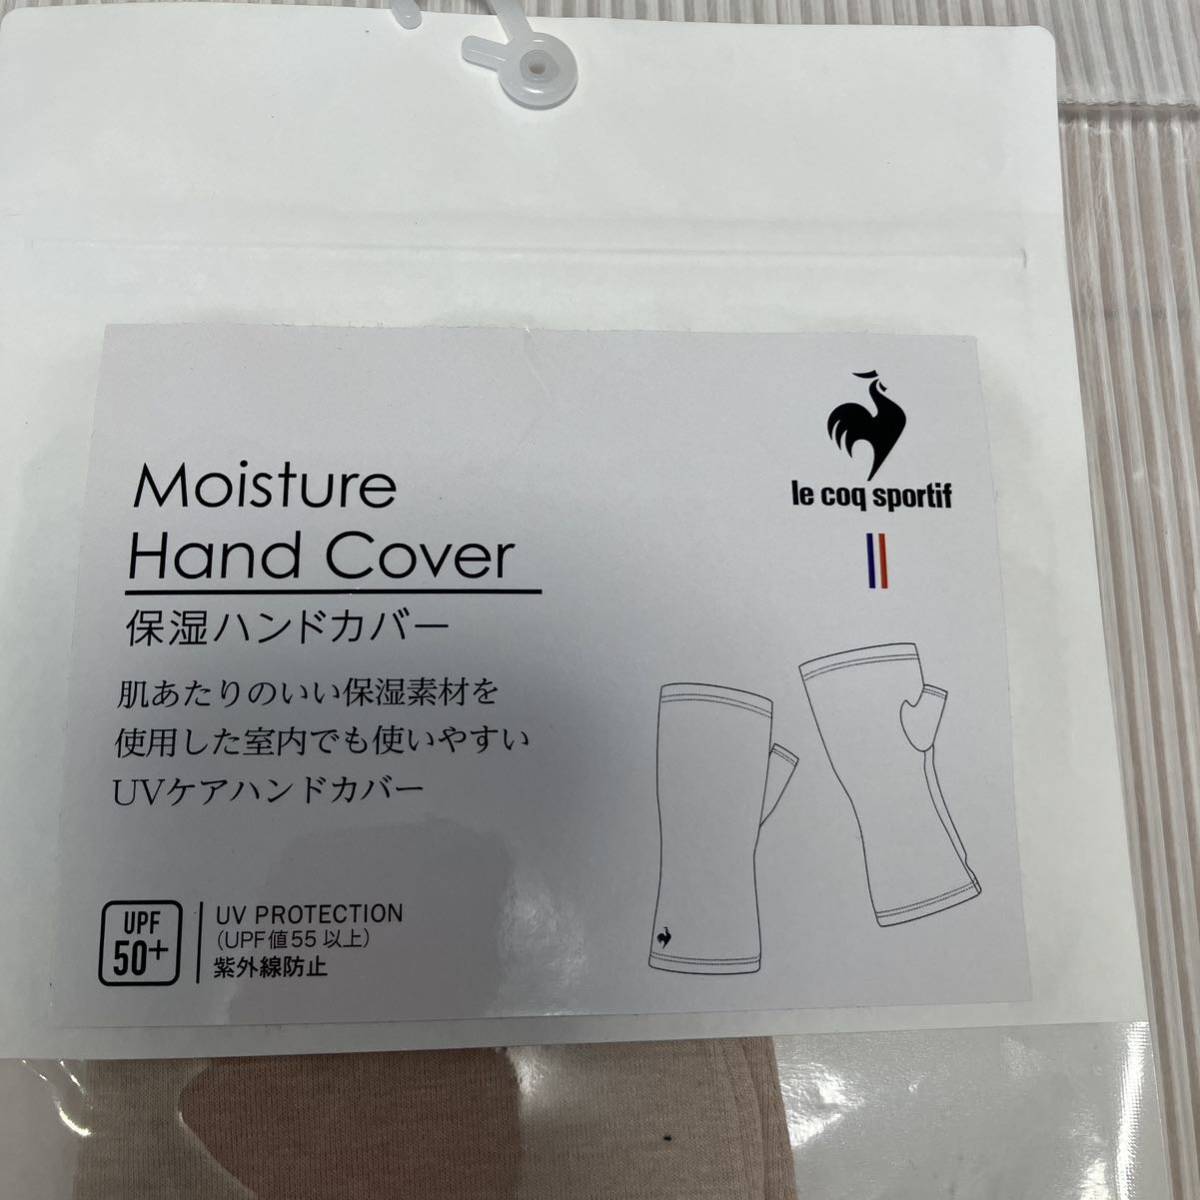 le coq sportif
Moisture
Hand Cover
保湿ハンドカバー
肌あたりのいい保湿素材を
使用した室内でも使いやすい
UVケアハンドカバー
UPF
50+
UV PROTECTION
(UPF値55以上)
紫外線防止